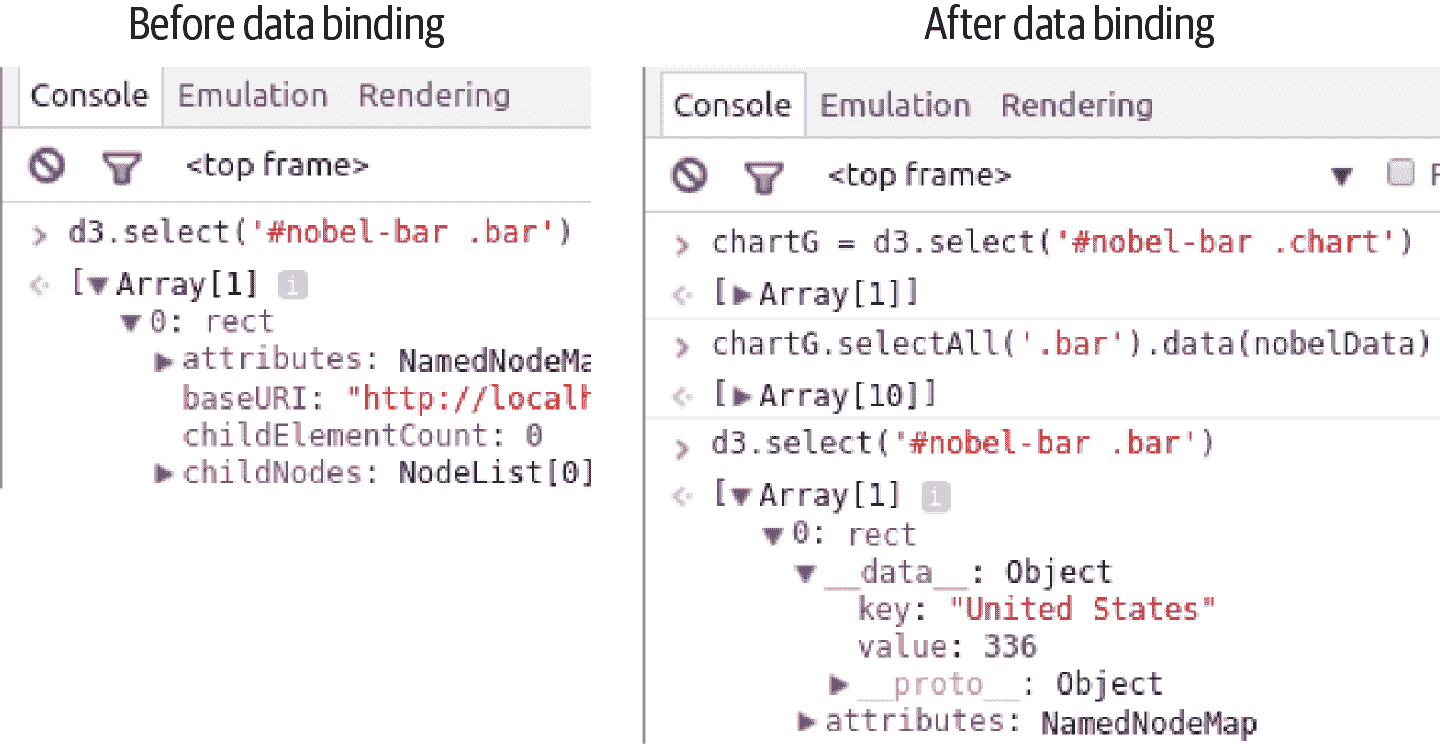 Before data binding
Console Emulation Rendering
<top frame>
> d3.select('#nobel-bar .bar')
<· [▼Array[1] i
▼0: rect
▶attributes: NamedNodeMa
baseURI: "http://localh
childElementCount: 0
▶childNodes: NodeList[0]
After data binding
Console Emulation Rendering
<top frame> ▼
> chartG = d3.select('#nobel-bar .chart')
<· [▶Array[1]]
> chartG.selectAll('.bar').data(nobelData)
<· [▶Array[10]]
> d3.select('#nobel-bar .bar')
<· [▼Array[1] i
▼0: rect
▼__data__: Object
key: "United States"
value: 336
▶__proto__: Object
▶attributes: NamedNodeMap